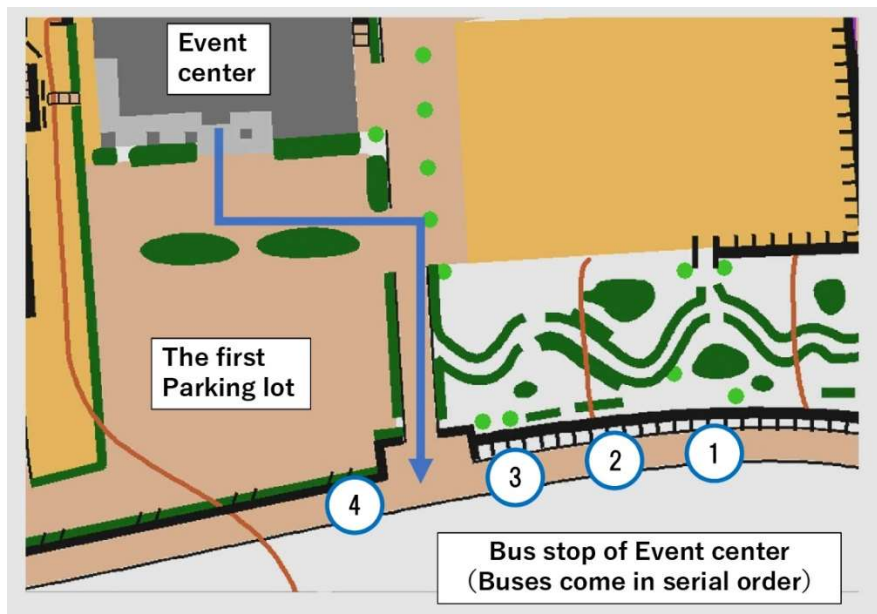 Event
center
The first
Parking lot
1
2
3
4
Bus stop of Event center
（Buses come in serial order）